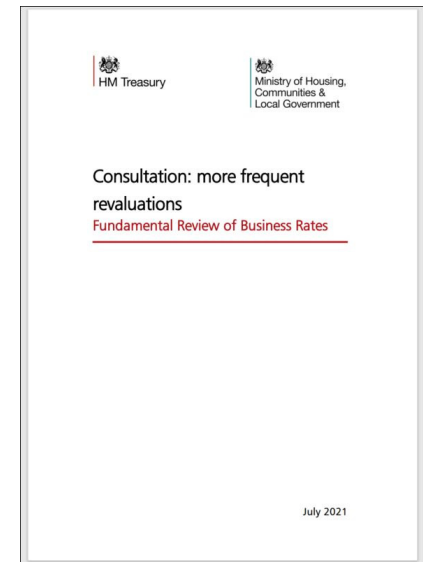 HM Treasury
Ministry of Housing,
Communities &
Local Government
Consultation: more frequent
revaluations
Fundamental Review of Business Rates
July 2021